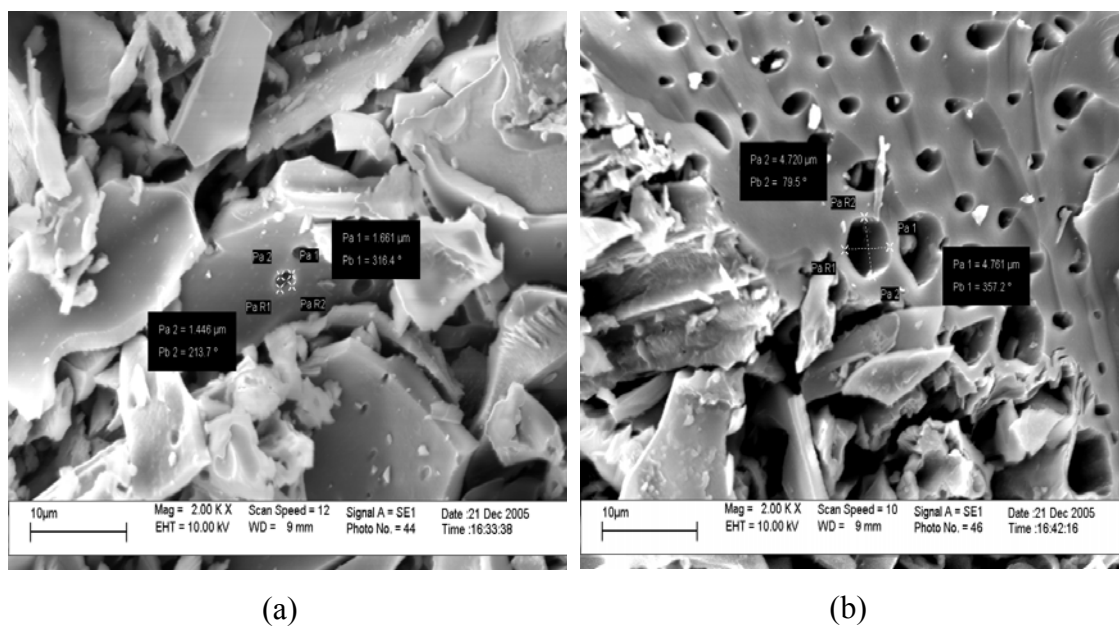 Pa 2
Pa 1
Pa 1 = 1.661 µm
Pb 1 = 316.4 °
Pa R1
Pa R2
Pa 2 = 1.446 µm
Pb 2 = 213.7 °
10µm
Mag = 2.00 K X
EHT = 10.00 kV
Scan Speed = 12
WD = 9 mm
Signal A = SE1
Photo No. = 44
Date :21 Dec 2005
Time :16:33:38
(a)
Pa 2 = 4.720 µm
Pb 2 = 79.5 °
Pa R2
Pa 1
Pa R1
Pa 1 = 4.761 µm
Pb 1 = 357.2 °
Pa 2
10µm
Mag = 2.00 K X
EHT = 10.00 kV
Scan Speed = 10
WD = 9 mm
Signal A = SE1
Photo No. = 46
Date :21 Dec 2005
Time :16:42:16
(b)